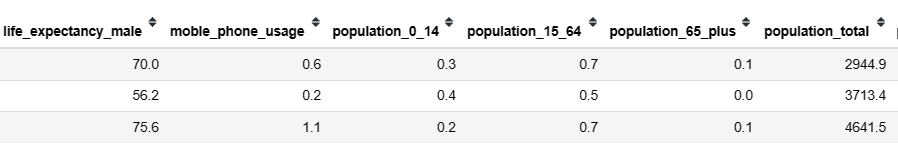 life_expectancy_male moble_phone_usage population_0_14 population_15_64 population_65_plus population_total
70.0 0.6 0.3 0.7 0.1 2944.9
56.2 0.2 0.4 0.5 0.0 3713.4
75.6 1.1 0.2 0.7 0.1 4641.5